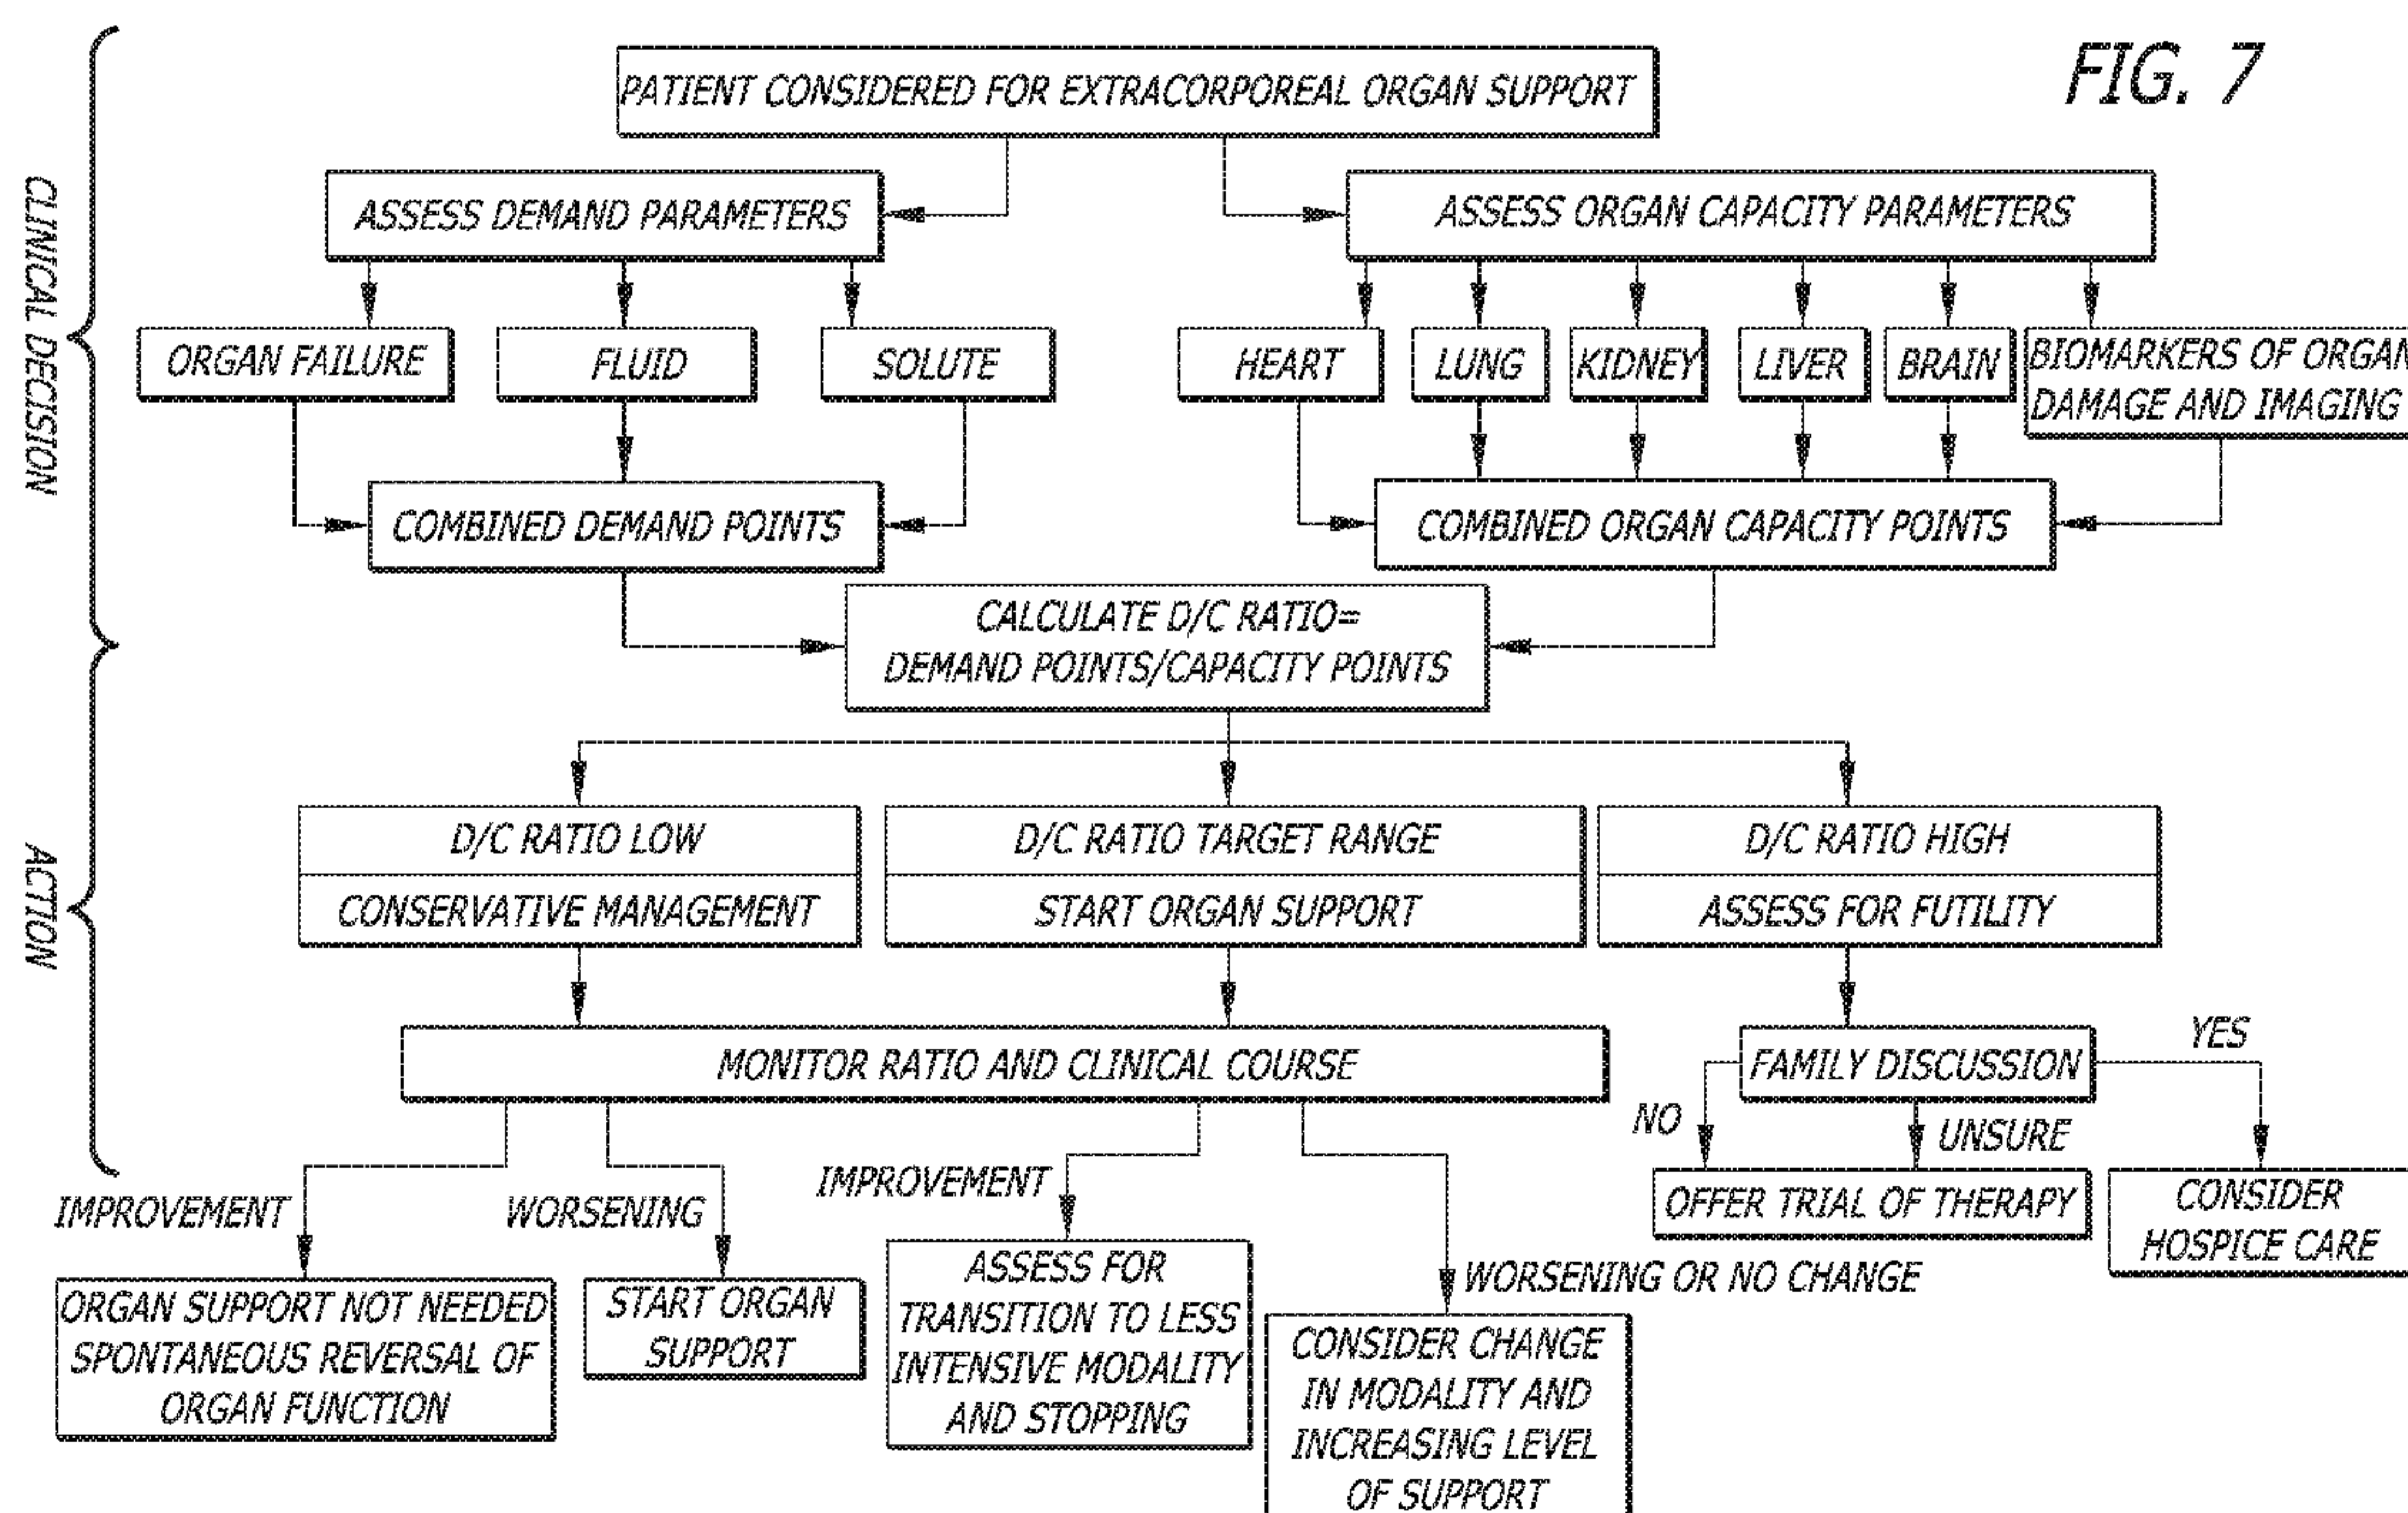 FIG. 7
PATIENT CONSIDERED FOR EXTRACORPOREAL ORGAN SUPPORT
CLINICAL DECISION
ASSESS DEMAND PARAMETERS
ASSESS ORGAN CAPACITY PARAMETERS
ORGAN FAILURE
FLUID
SOLUTE
HEART
LUNG
KIDNEY
LIVER
BRAIN
BIOMARKERS OF ORGAN
DAMAGE AND IMAGING
COMBINED DEMAND POINTS
COMBINED ORGAN CAPACITY POINTS
CALCULATE D/C RATIO=
DEMAND POINTS/CAPACITY POINTS
ACTION
D/C RATIO LOW
CONSERVATIVE MANAGEMENT
D/C RATIO TARGET RANGE
START ORGAN SUPPORT
D/C RATIO HIGH
ASSESS FOR FUTILITY
MONITOR RATIO AND CLINICAL COURSE
FAMILY DISCUSSION
YES
NO
UNSURE
IMPROVEMENT
WORSENING
IMPROVEMENT
WORSENING OR NO CHANGE
OFFER TRIAL OF THERAPY
CONSIDER
HOSPICE CARE
ORGAN SUPPORT NOT NEEDED
SPONTANEOUS REVERSAL OF
ORGAN FUNCTION
START ORGAN
SUPPORT
ASSESS FOR
TRANSITION TO LESS
INTENSIVE MODALITY
AND STOPPING
CONSIDER CHANGE
IN MODALITY AND
INCREASING LEVEL
OF SUPPORT